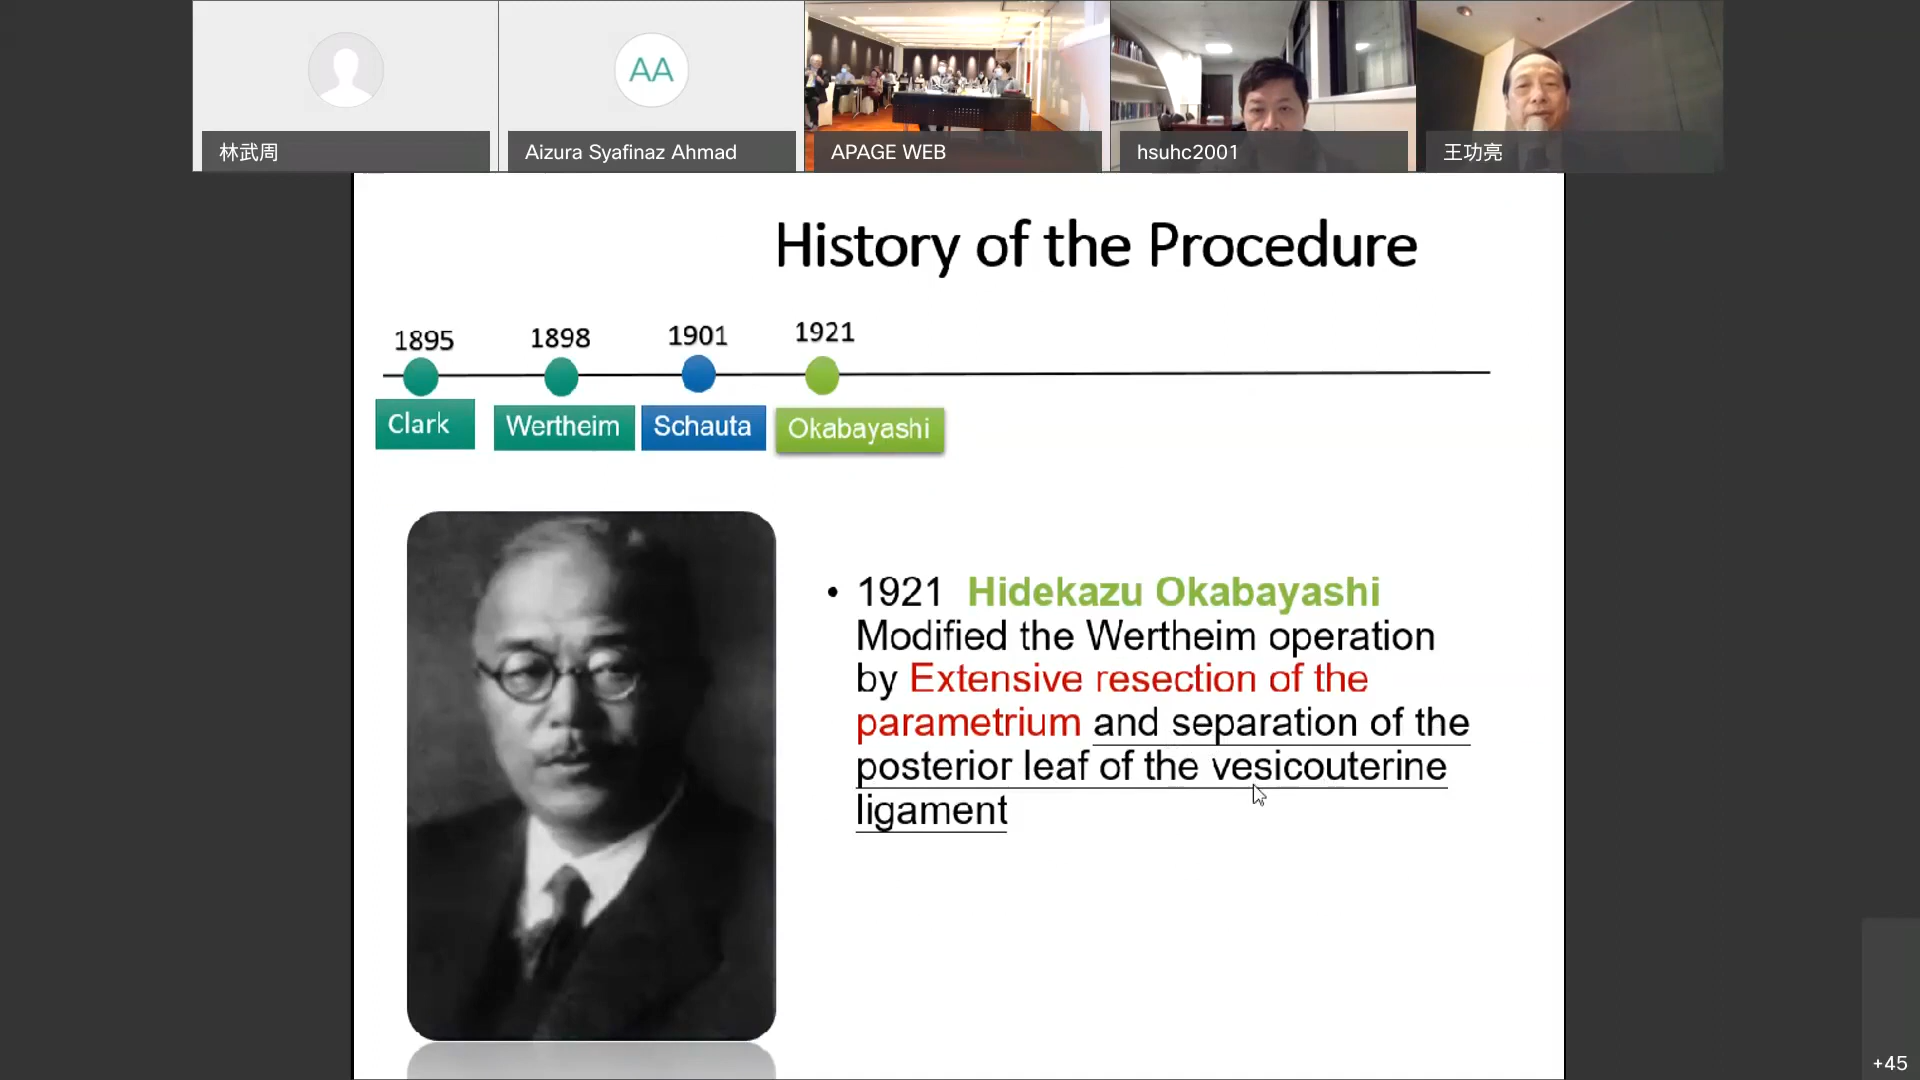 林武周
AA
Aizura Syafinaz Ahmad
APAGE WEB
hsuhc2001
王功亮
History of the Procedure
1895
1898
1901
1921
Clark
Wertheim
Schauta
Okabayashi
• 1921 Hidekazu Okabayashi
Modified the Wertheim operation
by Extensive resection of the
parametrium and separation of the
posterior leaf of the vesicouterine
ligament
+45